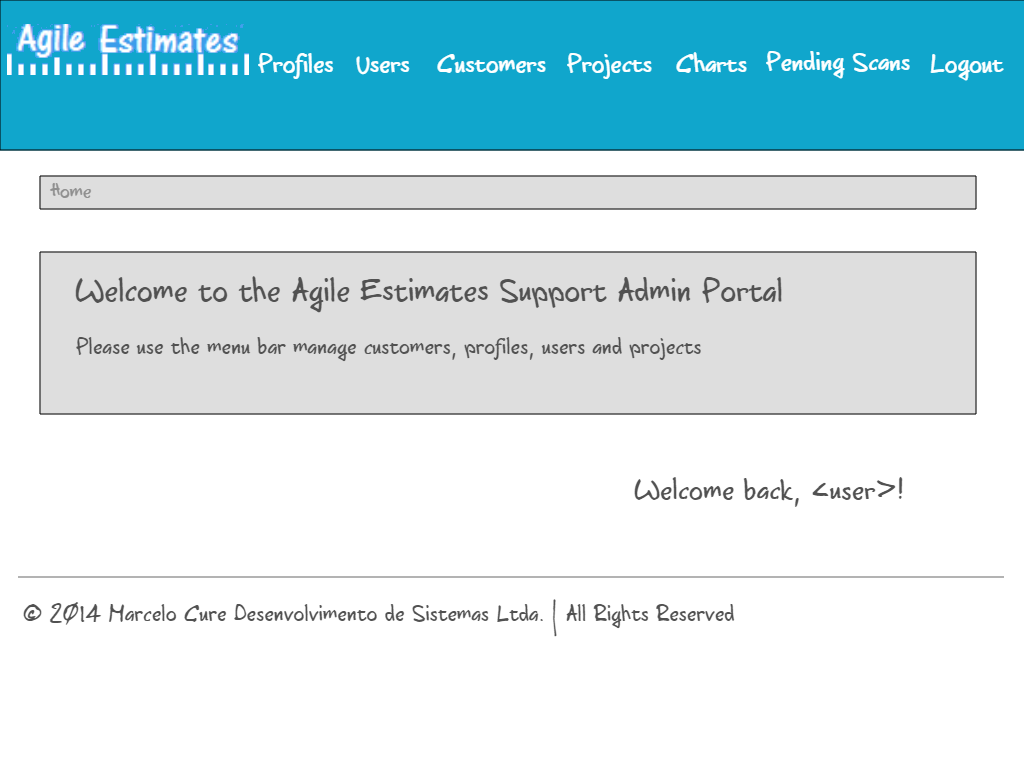 Agile Estimates
Profiles Users Customers Projects Charts Pending Scans Logout
Home
Welcome to the Agile Estimates Support Admin Portal
Please use the menu bar manage customers, profiles, users and projects
Welcome back, <user>!
© 2014 Marcelo Cure Desenvolvimento de Sistemas Ltda. | All Rights Reserved